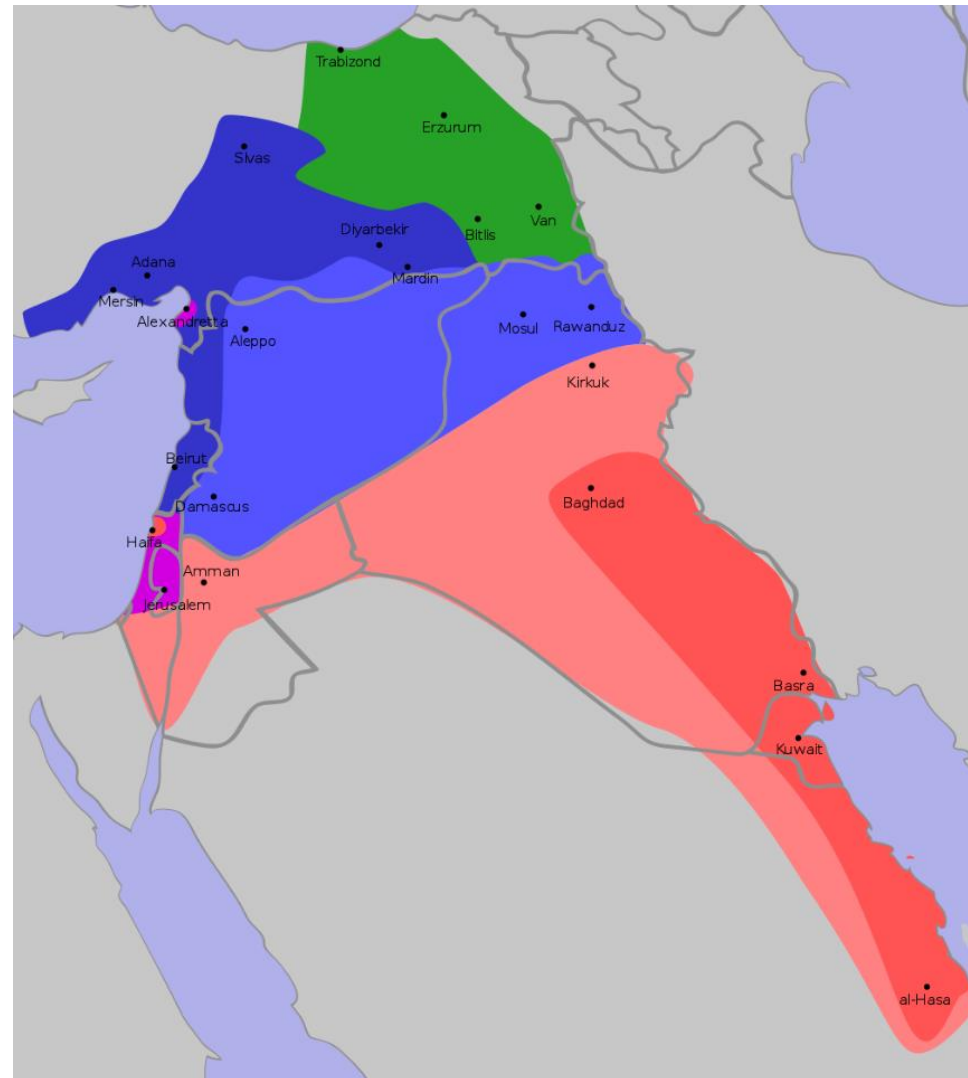 Trabizond
Erzurum
Sivas
Van
Bitlis
Diyarbekir
Adana
Mardin
Mersin
Alexandretta
Mosul
Rawanduz
Aleppo
Kirkuk
Beirut
Damascus
Baghdad
Haifa
Amman
Jerusalem
Basra
Kuwait
al-Hasa